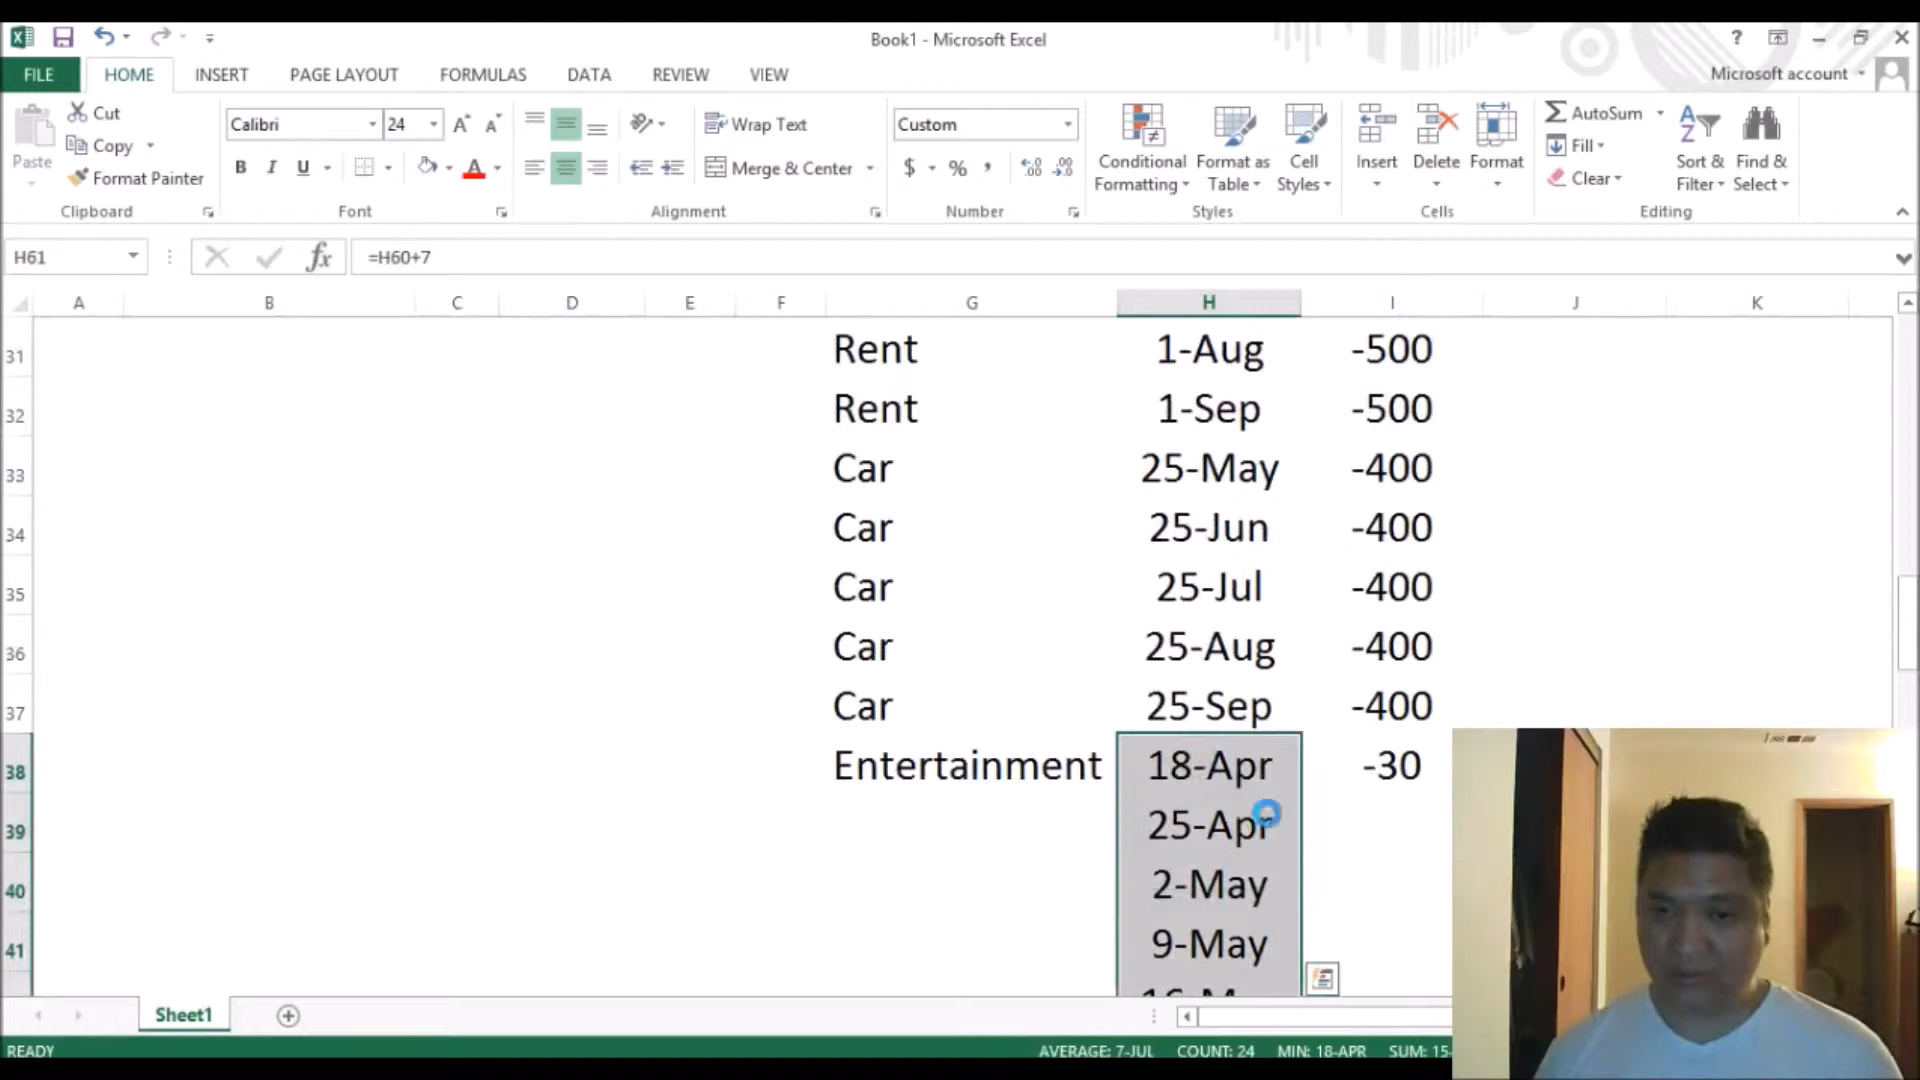 Book1 - Microsoft Excel
?
FILE HOME INSERT PAGE LAYOUT FORMULAS DATA REVIEW VIEW Microsoft account
Paste
Cut
Copy
Format Painter
Clipboard
Calibri 24
B I U
Font
Wrap Text
Merge & Center
Alignment
Custom
$ % ,
Number
Conditional Formatting
Format as Table
Cell Styles
Styles
Insert
Delete
Format
Cells
AutoSum
Fill
Clear
Sort & Filter
Find & Select
Editing
H61 fx =H60+7
A B C D E F G H I J K
31 Rent 1-Aug -500
32 Rent 1-Sep -500
33 Car 25-May -400
34 Car 25-Jun -400
35 Car 25-Jul -400
36 Car 25-Aug -400
37 Car 25-Sep -400
38 Entertainment 18-Apr -30
39 25-Apr
40 2-May
41 9-May
Sheet1
READY AVERAGE: 7-JUL COUNT: 24 MIN: 18-APR SUM: 15-